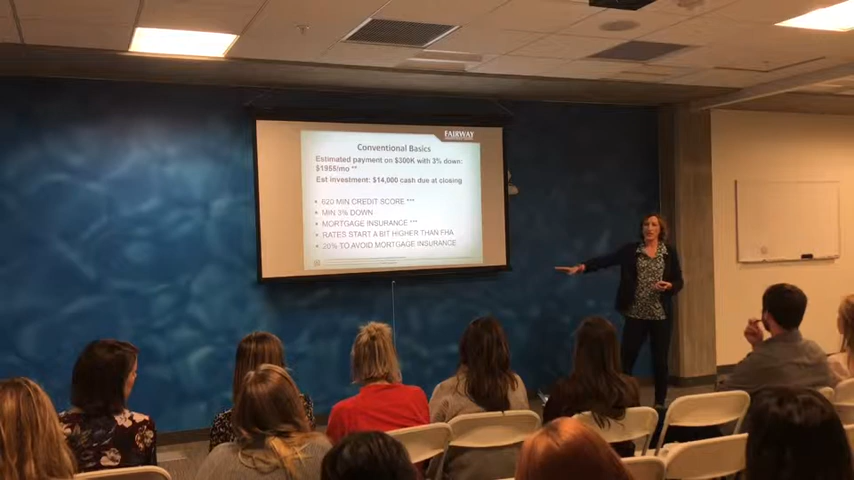 FAIRWAY
Conventional Basics
Estimated payment on $300K with 3% down:
$1955/mo **
Est investment: $14,000 cash due at closing
• 620 MIN CREDIT SCORE ***
• MIN 3% DOWN
• MORTGAGE INSURANCE ***
• RATES START A BIT HIGHER THAN FHA
• 20% TO AVOID MORTGAGE INSURANCE